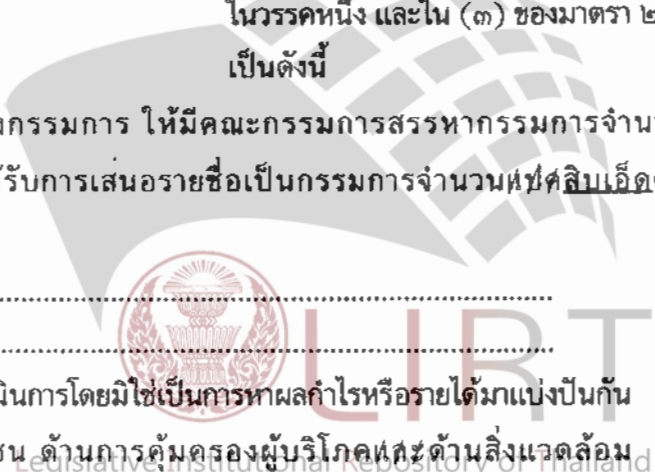 ในวรรคหนึ่ง และใน (๓) ของมาตรา ๒
เป็นดังนี้
งกรรมการ ให้มีคณะกรรมการสรรหากรรมการจำน
รับการเสนอรายชื่อเป็นกรรมการจำนวนแปดสิบเอ็ด
....................................................................
....................................................................
นินการโดยมิใช่เป็นการหาผลกำไรหรือรายได้มาแบ่งปันกัน
ชน ด้านการคุ้มครองผู้บริโภคและด้านสิ่งแวดล้อม
LIRT
Legislative Institutional Repository of T